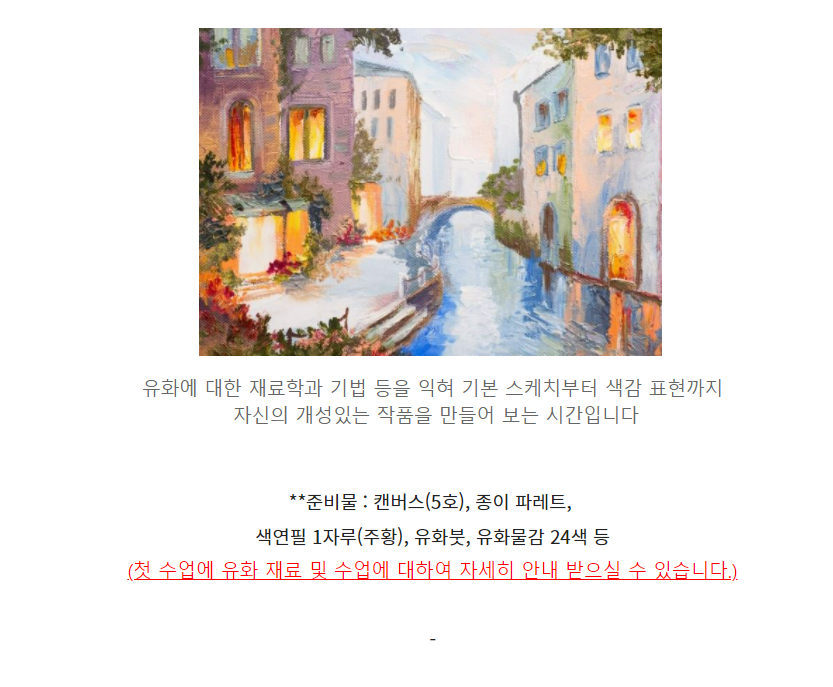 유화에 대한 재료학과 기법 등을 익혀 기본 스케치부터 색감 표현까지
자신의 개성있는 작품을 만들어 보는 시간입니다
**준비물 : 캔버스(5호), 종이 파레트,
색연필 1자루(주황), 유화붓, 유화물감 24색 등
(첫 수업에 유화 재료 및 수업에 대하여 자세히 안내 받으실 수 있습니다.)
-